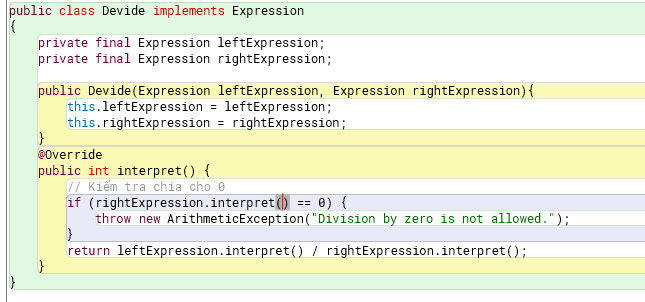 public class Devide implements Expression
{
    private final Expression leftExpression;
    private final Expression rightExpression;
    public Devide(Expression leftExpression, Expression rightExpression){
        this.leftExpression = leftExpression;
        this.rightExpression = rightExpression;
    }
    @Override
    public int interpret() {
        // Kiểm tra chia cho 0
        if (rightExpression.interpret() == 0) {
            throw new ArithmeticException("Division by zero is not allowed.");
        }
        return leftExpression.interpret() / rightExpression.interpret();
    }
}